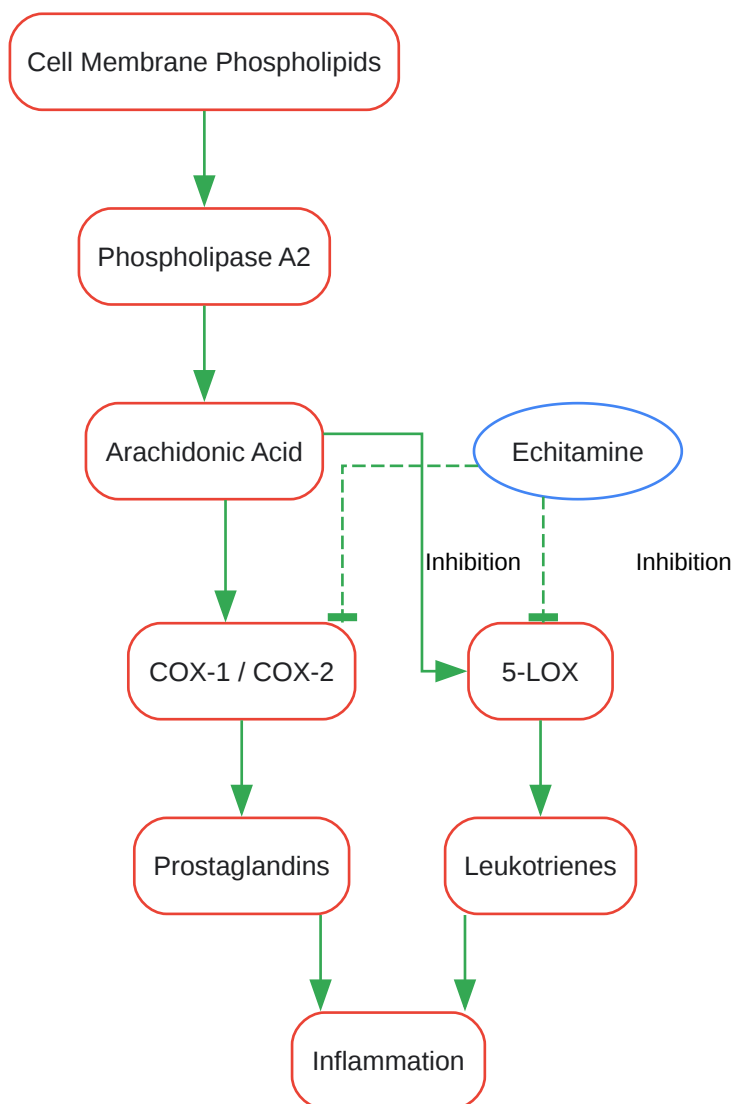 Cell Membrane Phospholipids
Phospholipase A2
Arachidonic Acid
Echitamine
Inhibition
Inhibition
COX-1 / COX-2
5-LOX
Prostaglandins
Leukotrienes
Inflammation